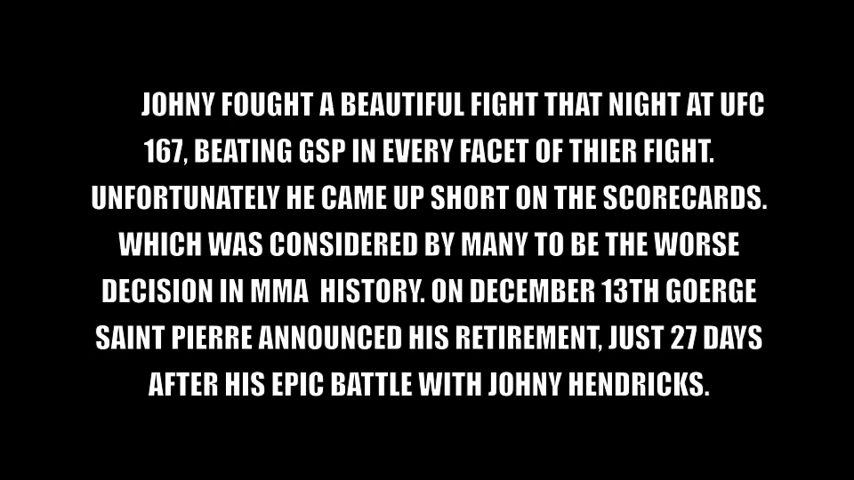 JOHNY FOUGHT A BEAUTIFUL FIGHT THAT NIGHT AT UFC
167, BEATING GSP IN EVERY FACET OF THIER FIGHT.
UNFORTUNATELY HE CAME UP SHORT ON THE SCORECARDS.
WHICH WAS CONSIDERED BY MANY TO BE THE WORSE
DECISION IN MMA  HISTORY. ON DECEMBER 13TH GOERGE
SAINT PIERRE ANNOUNCED HIS RETIREMENT, JUST 27 DAYS
AFTER HIS EPIC BATTLE WITH JOHNY HENDRICKS.